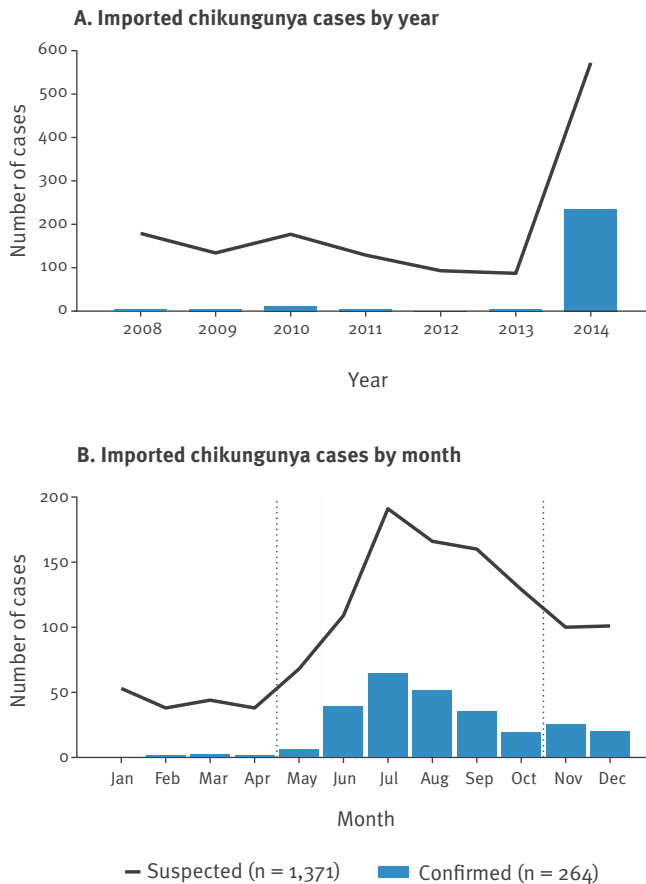 A. Imported chikungunya cases by year
600
500
400
300
200
100
0
Number of cases
2008 2009 2010 2011 2012 2013 2014
Year
B. Imported chikungunya cases by month
200
150
100
50
0
Number of cases
Jan Feb Mar Apr May Jun Jul Aug Sep Oct Nov Dec
Month
Suspected (n = 1,371) Confirmed (n = 264)